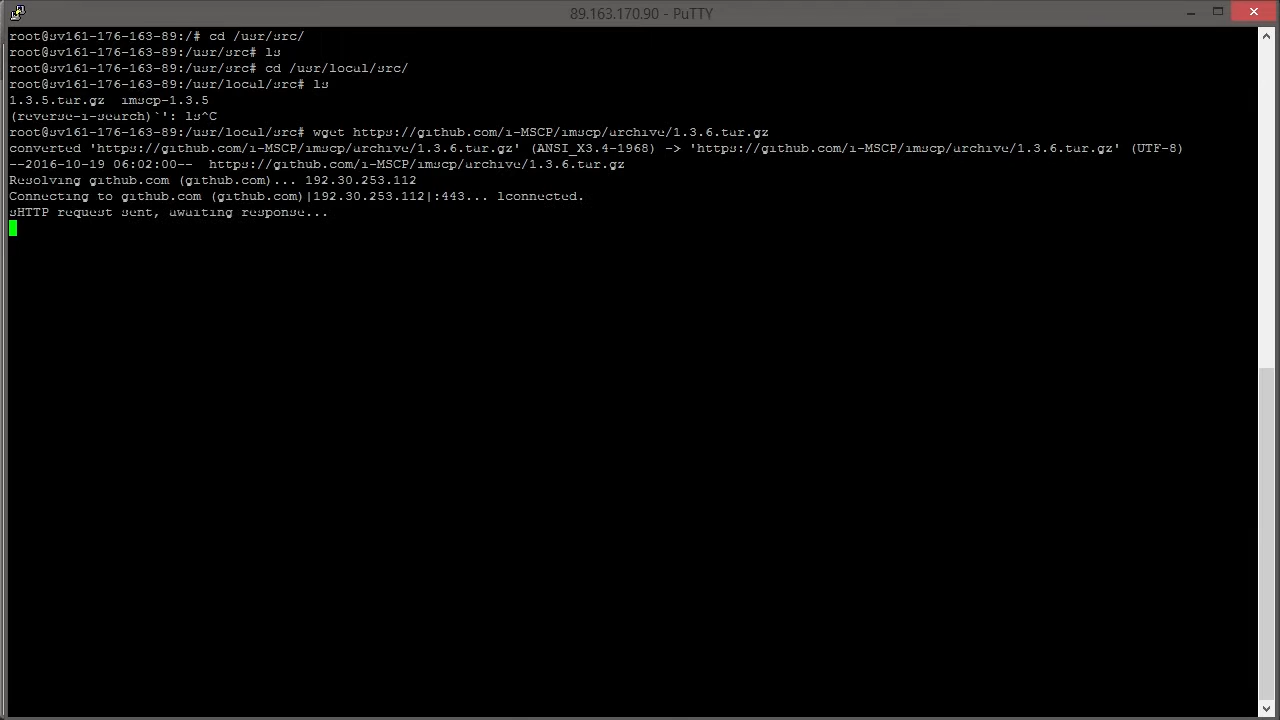 89.163.170.90 - PuTTY
root@sv161-176-163-89:/# cd /usr/src/
root@sv161-176-163-89:/usr/src# ls
root@sv161-176-163-89:/usr/src# cd /usr/local/src/
root@sv161-176-163-89:/usr/local/src# ls
1.3.5.tar.gz  imscp-1.3.5
(reverse-i-search)`': ls^C
root@sv161-176-163-89:/usr/local/src# wget https://github.com/i-MSCP/imscp/archive/1.3.6.tar.gz
converted 'https://github.com/i-MSCP/imscp/archive/1.3.6.tar.gz' (ANSI_X3.4-1968) -> 'https://github.com/i-MSCP/imscp/archive/1.3.6.tar.gz' (UTF-8)
--2016-10-19 06:02:00--  https://github.com/i-MSCP/imscp/archive/1.3.6.tar.gz
Resolving github.com (github.com)... 192.30.253.112
Connecting to github.com (github.com)|192.30.253.112|:443... lconnected.
sHTTP request sent, awaiting response...